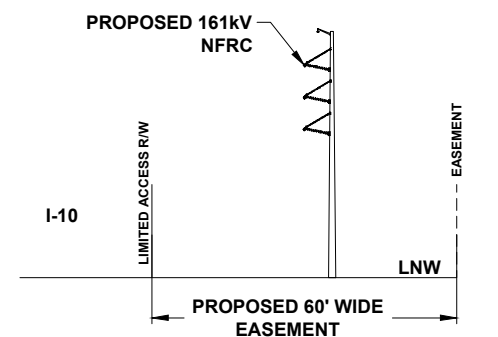 PROPOSED 161kV
NFRC
LIMITED ACCESS R/W
EASEMENT
I-10
LNW
PROPOSED 60' WIDE
EASEMENT